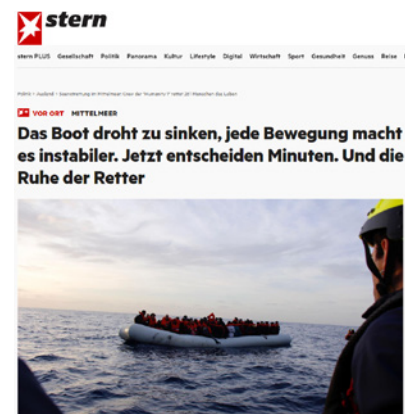 stern
stern PLUS Gesellschaft Politik Panorama Kultur Lifestyle Digital Wirtschaft Sport Gesundheit Genuss Reise
VOR ORT MITTELMEER
Das Boot droht zu sinken, jede Bewegung macht
es instabiler. Jetzt entscheiden Minuten. Und die
Ruhe der Retter